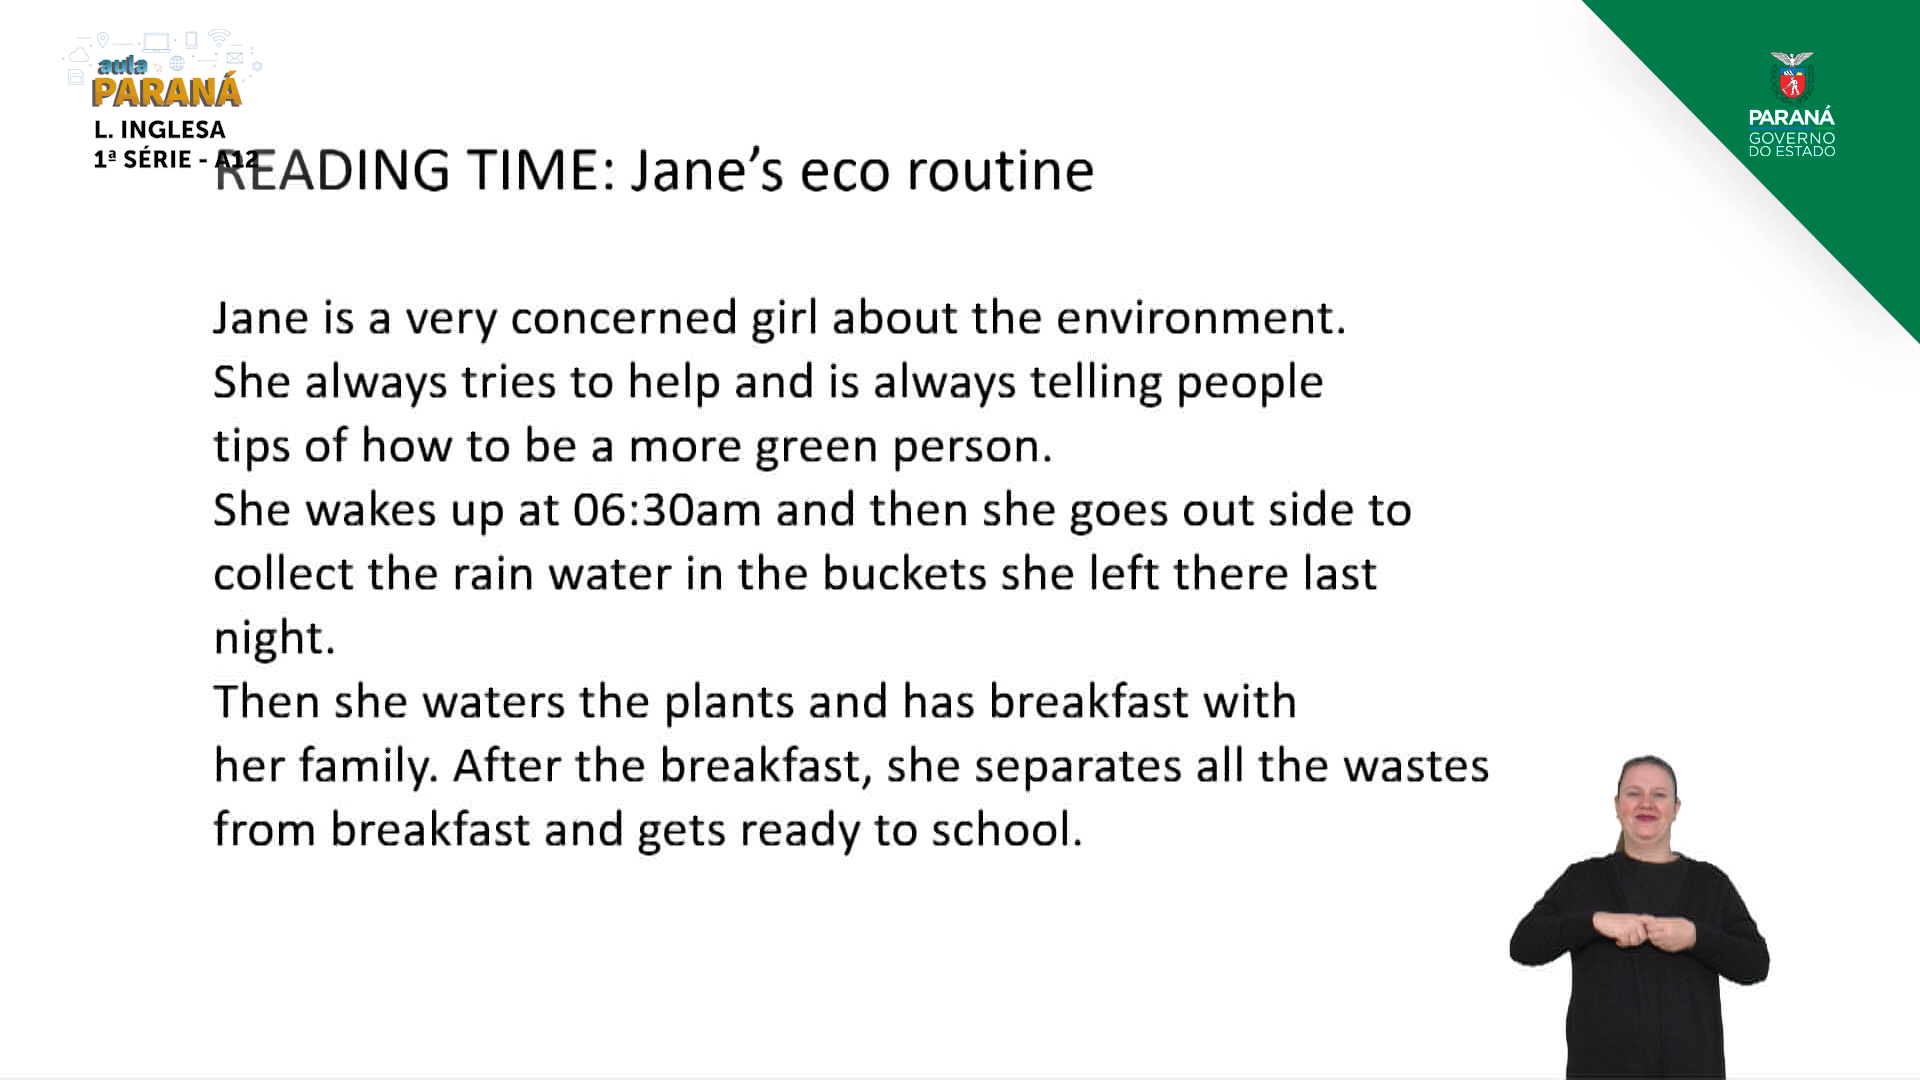 aula
PARANÁ
L. INGLESA
1ª SÉRIE - A12
PARANÁ
GOVERNO
DO ESTADO
READING TIME: Jane’s eco routine
Jane is a very concerned girl about the environment.
She always tries to help and is always telling people
tips of how to be a more green person.
She wakes up at 06:30am and then she goes out side to
collect the rain water in the buckets she left there last
night.
Then she waters the plants and has breakfast with
her family. After the breakfast, she separates all the wastes
from breakfast and gets ready to school.